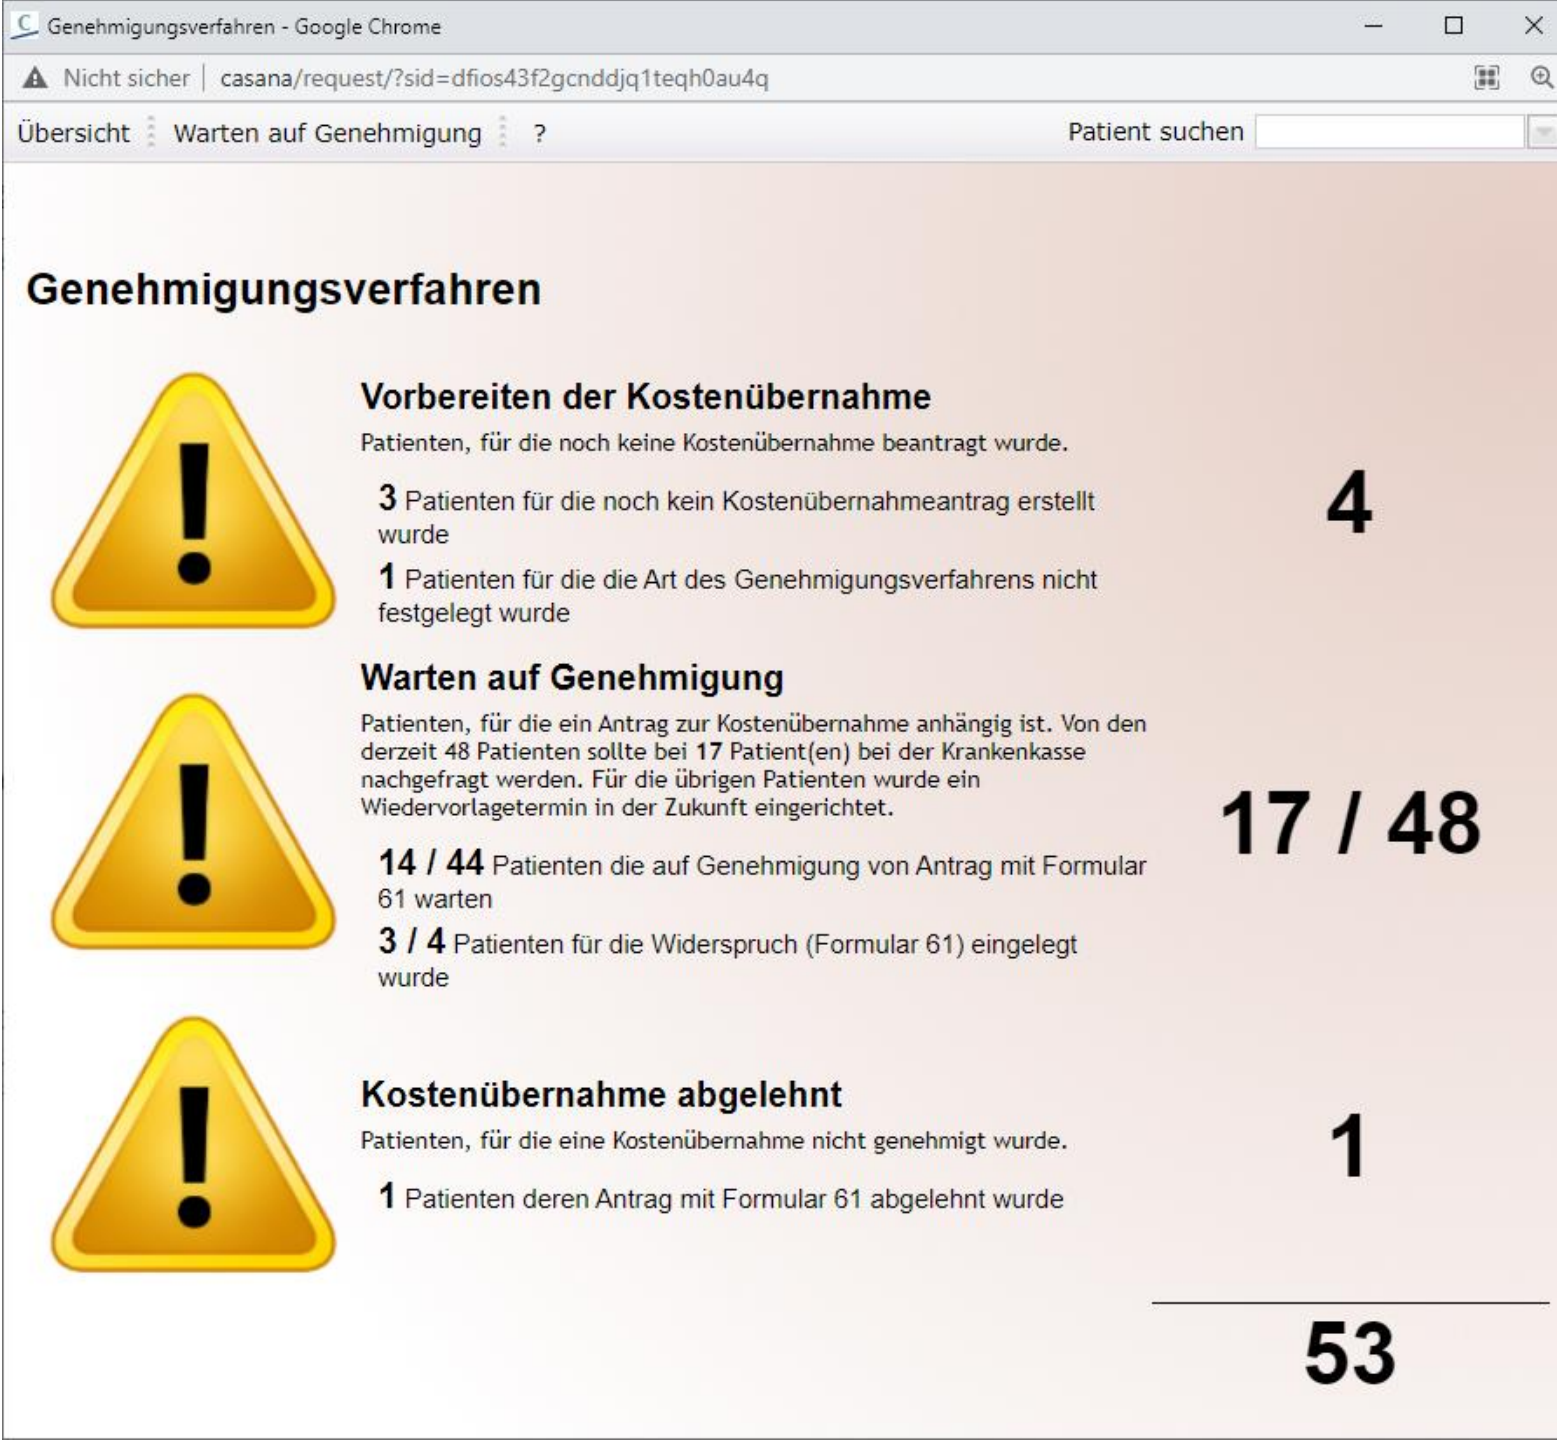 Genehmigungsverfahren - Google Chrome
Nicht sicher | casana/request/?sid=dfios43f2gcnddjq1teqh0au4q
Übersicht Warten auf Genehmigung ? Patient suchen
Genehmigungsverfahren
Vorbereiten der Kostenübernahme
Patienten, für die noch keine Kostenübernahme beantragt wurde.
3 Patienten für die noch kein Kostenübernahmeantrag erstellt
wurde
4
1 Patienten für die die Art des Genehmigungsverfahrens nicht
festgelegt wurde
Warten auf Genehmigung
Patienten, für die ein Antrag zur Kostenübernahme anhängig ist. Von den
derzeit 48 Patienten sollte bei 17 Patient(en) bei der Krankenkasse
nachgefragt werden. Für die übrigen Patienten wurde ein
Wiedervorlagetermin in der Zukunft eingerichtet.
17 / 48
14 / 44 Patienten die auf Genehmigung von Antrag mit Formular
61 warten
3 / 4 Patienten für die Widerspruch (Formular 61) eingelegt
wurde
Kostenübernahme abgelehnt
Patienten, für die eine Kostenübernahme nicht genehmigt wurde.
1
1 Patienten deren Antrag mit Formular 61 abgelehnt wurde
53